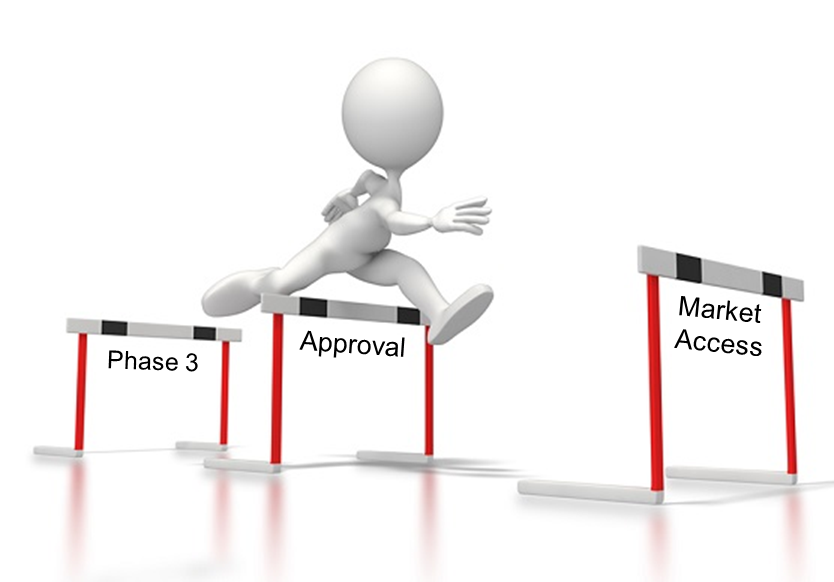 Phase 3
Approval
Market
Access